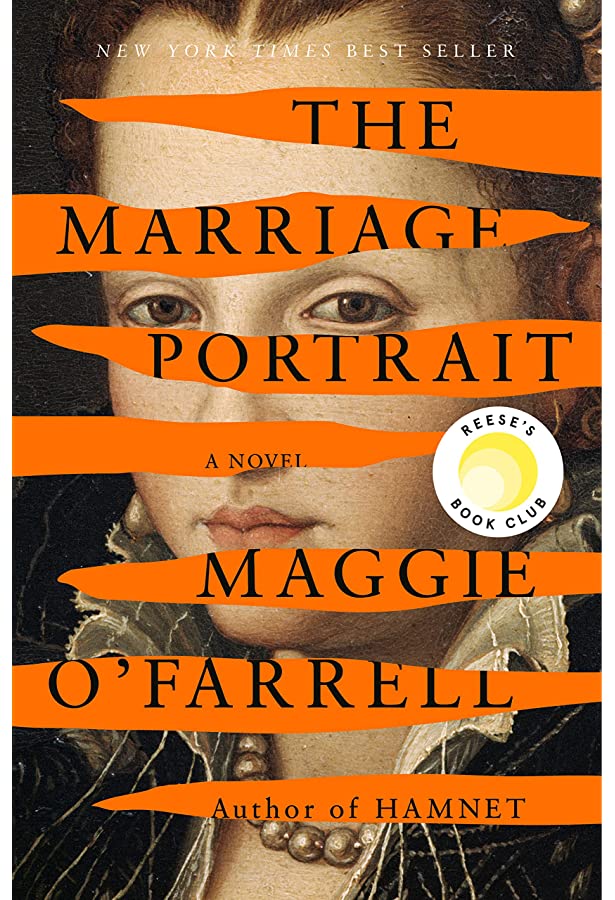 NEW YORK TIMES BEST SELLER
THE
MARRIAGE
PORTRAIT
A NOVEL
REESE'S
BOOK CLUB
MAGGIE
O'FARRELL
Author of HAMNET